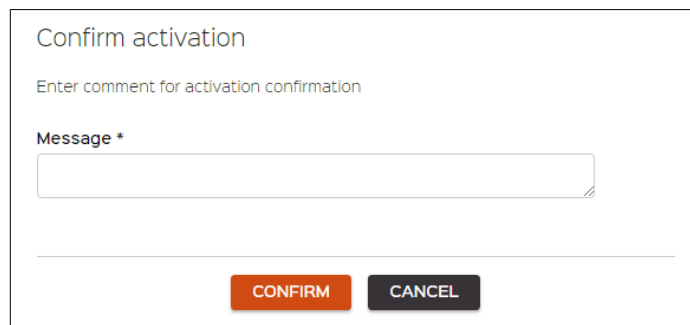 Confirm activation
Enter comment for activation confirmation
Message *
CONFIRM CANCEL